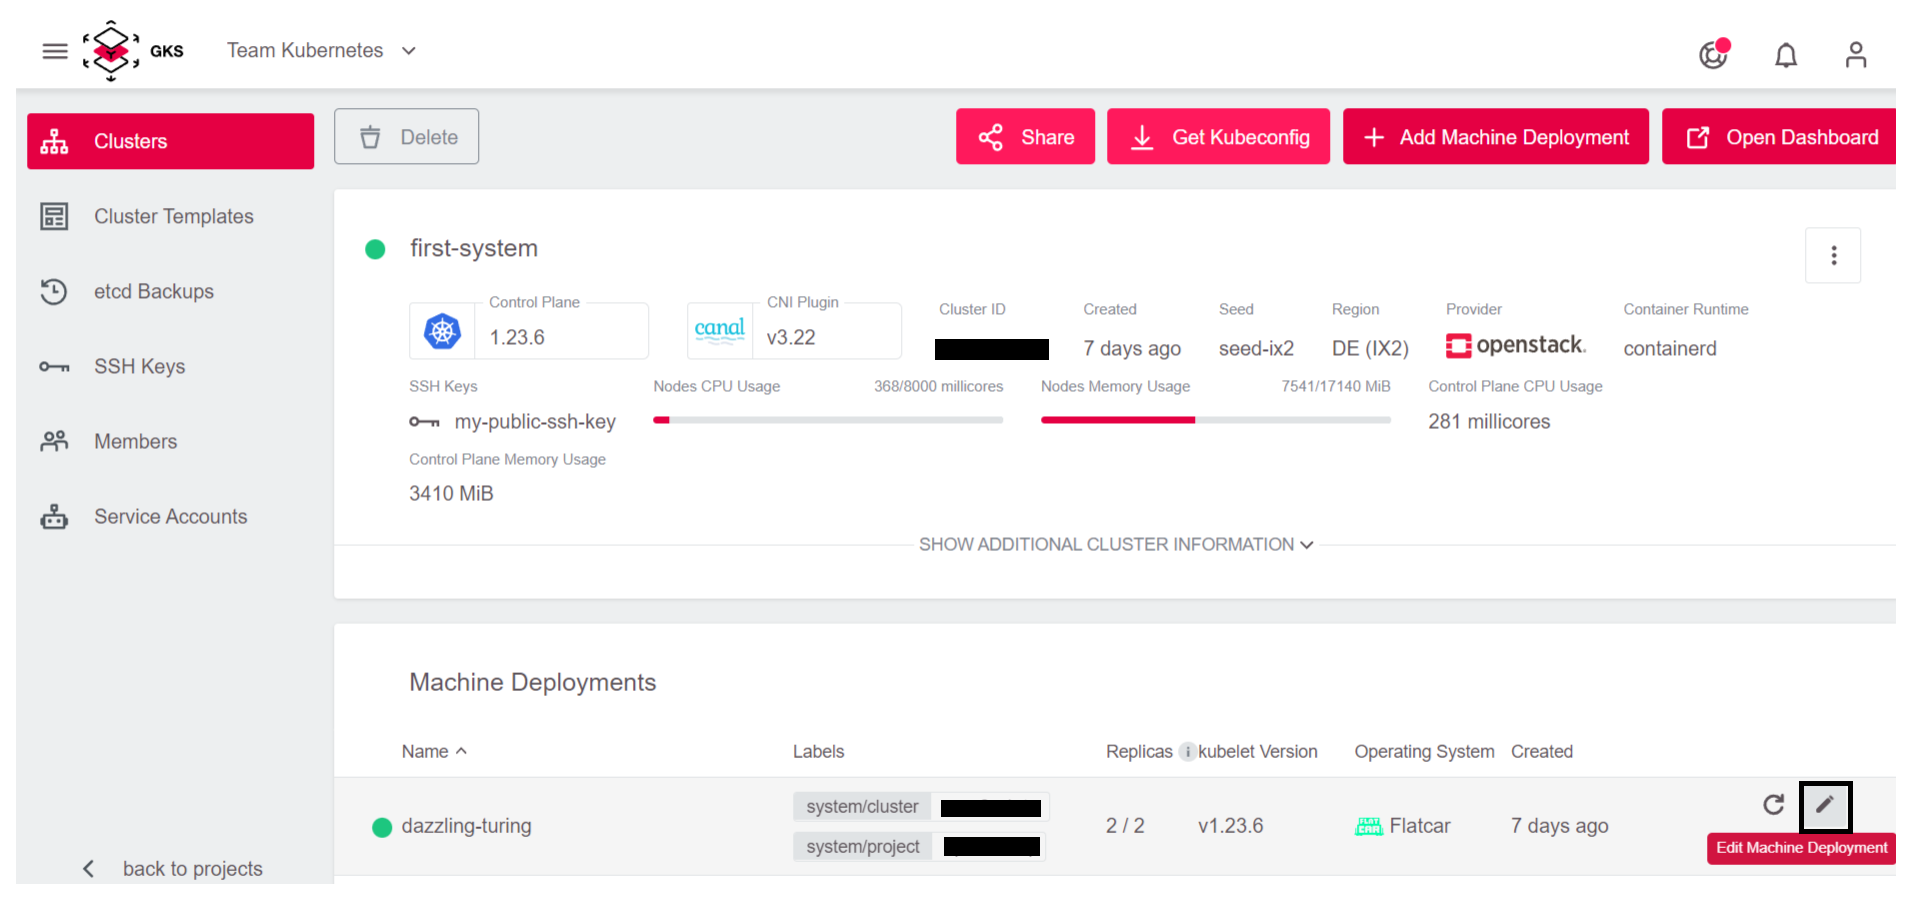 GKS
Team Kubernetes
Clusters
Cluster Templates
etcd Backups
SSH Keys
Members
Service Accounts
back to projects
Delete
Share
Get Kubeconfig
Add Machine Deployment
Open Dashboard
first-system
Control Plane
1.23.6
CNI Plugin
canal
v3.22
Cluster ID
Created
7 days ago
Seed
seed-ix2
Region
DE (IX2)
Provider
openstack.
Container Runtime
containerd
SSH Keys
my-public-ssh-key
Nodes CPU Usage 368/8000 millicores
Nodes Memory Usage 7541/17140 MiB
Control Plane CPU Usage
281 millicores
Control Plane Memory Usage
3410 MiB
SHOW ADDITIONAL CLUSTER INFORMATION
Machine Deployments
Name Labels Replicas i kubelet Version Operating System Created
dazzling-turing
system/cluster
system/project
2 / 2
v1.23.6
FLAT
CAR
Flatcar
7 days ago
Edit Machine Deployment